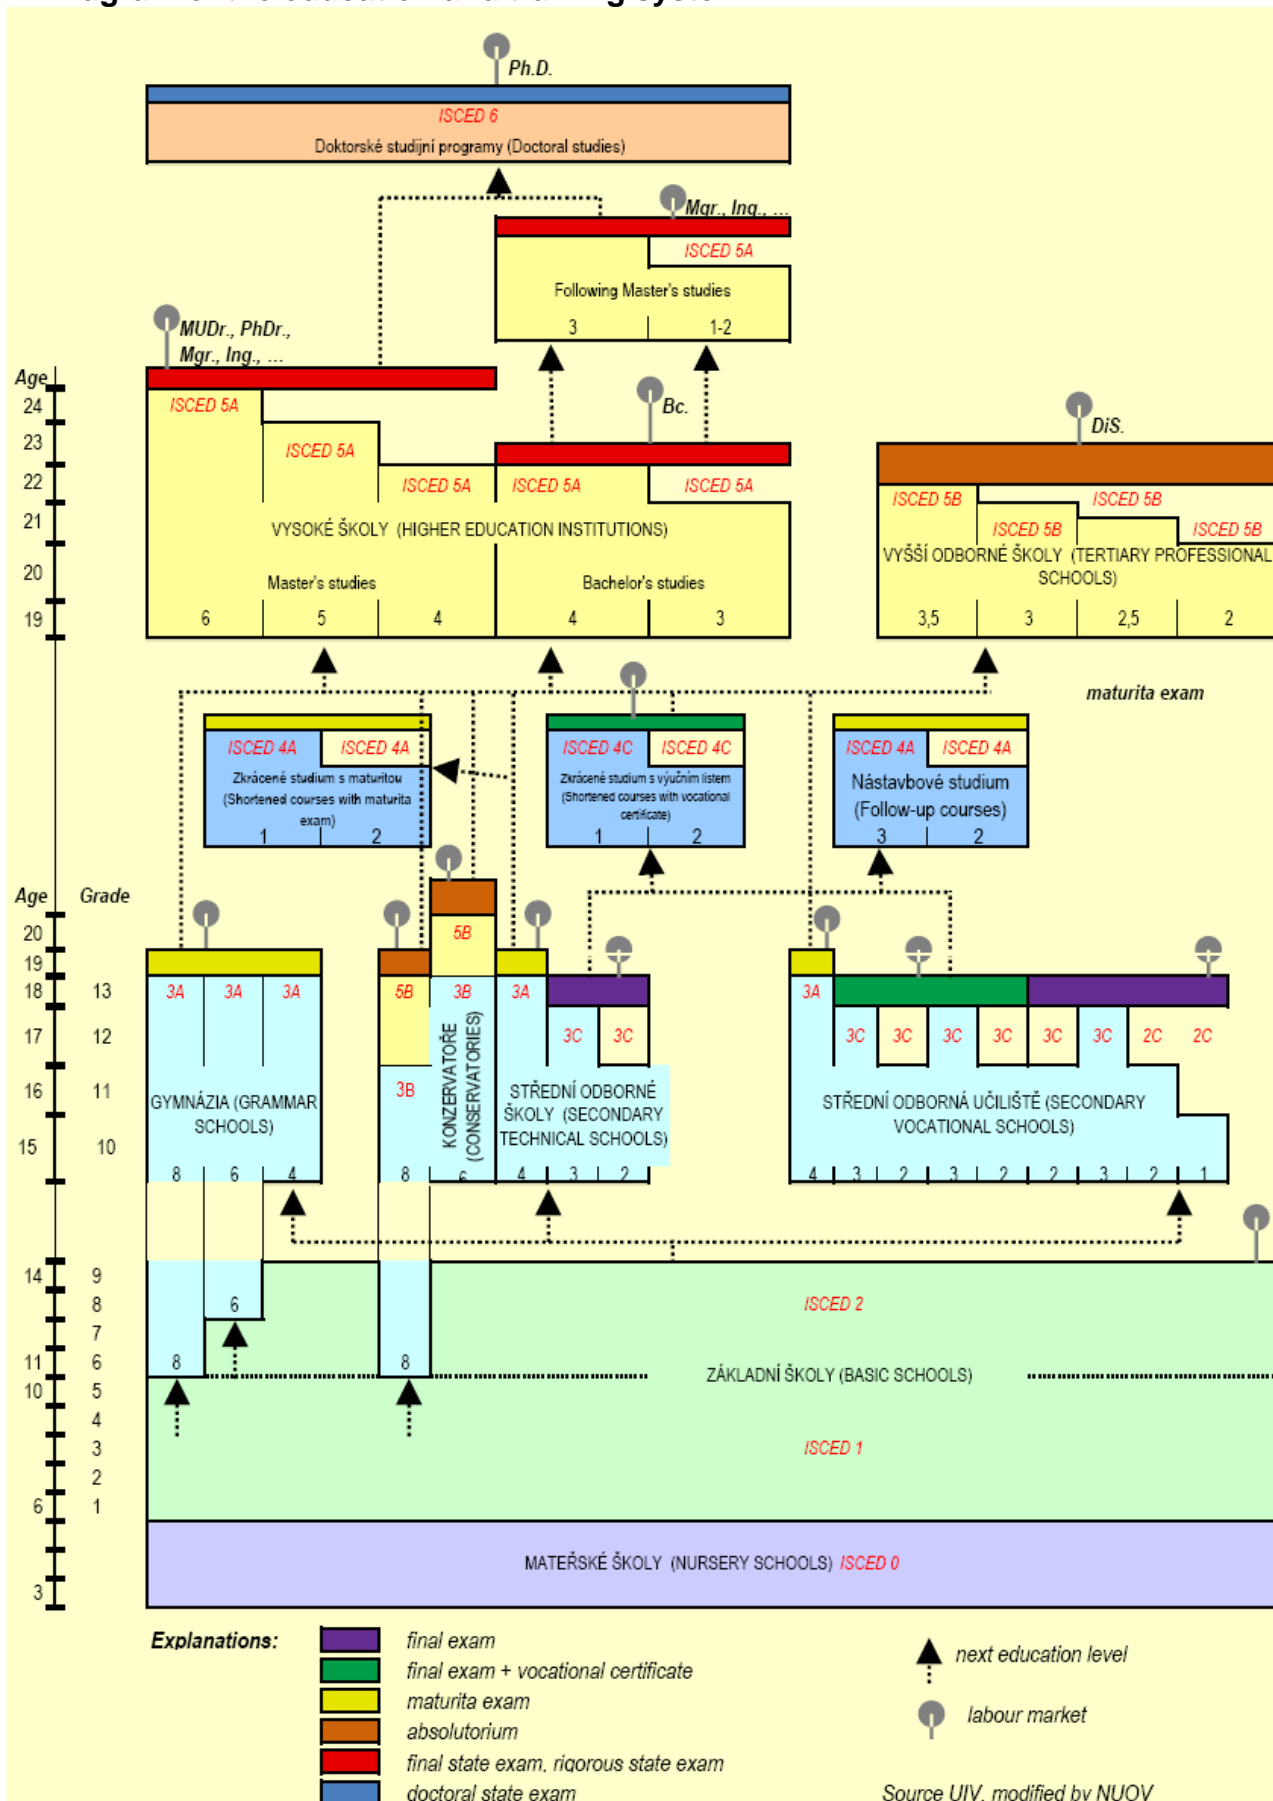 Diagram of the education and training system
Ph.D.
ISCED 6
Doktorské studijní programy (Doctoral studies)
Mgr., Ing., ...
ISCED 5A
Following Master's studies
3 1-2
MUDr., PhDr.,
Mgr., Ing., ...
Age
24
23
22
21
20
19
ISCED 5A
ISCED 5A
ISCED 5A
Bc.
ISCED 5A
ISCED 5A
VYSOKÉ ŠKOLY (HIGHER EDUCATION INSTITUTIONS)
Master's studies
Bachelor's studies
6 5 4 4 3
DiS.
ISCED 5B
ISCED 5B
ISCED 5B
ISCED 5B
VYŠŠÍ ODBORNÉ ŠKOLY (TERTIARY PROFESSIONAL
SCHOOLS)
3,5 3 2,5 2
maturita exam
ISCED 4A ISCED 4A
Zkrácené studium s maturitou
(Shortened courses with maturita
exam)
1 2
ISCED 4C ISCED 4C
Zkrácené studium s výučním listem
(Shortened courses with vocational
certificate)
1 2
ISCED 4A ISCED 4A
Nástavbové studium
(Follow-up courses)
3 2
Age Grade
20
19
18 13
17 12
16 11
15 10
3A 3A 3A
GYMNÁZIA (GRAMMAR
SCHOOLS)
8 6 4
5B
3B
8
5B
3B
KONZERVATOŘE
(CONSERVATORIES)
6
3A
3C 3C
STŘEDNÍ ODBORNÉ
ŠKOLY (SECONDARY
TECHNICAL SCHOOLS)
4 3 2
3A
3C 3C 3C 3C 3C 3C 2C 2C
STŘEDNÍ ODBORNÁ UČILIŠTĚ (SECONDARY
VOCATIONAL SCHOOLS)
4 3 2 3 2 2 3 2 1
14 9
8
7
11 6
10 5
4
3
2
6 1
3
6
8
8
ISCED 2
ZÁKLADNÍ ŠKOLY (BASIC SCHOOLS)
ISCED 1
MATEŘSKÉ ŠKOLY (NURSERY SCHOOLS) ISCED 0
Explanations:
final exam
final exam + vocational certificate
maturita exam
absolutorium
final state exam, rigorous state exam
doctoral state exam
next education level
labour market
Source UIV, modified by NUOV